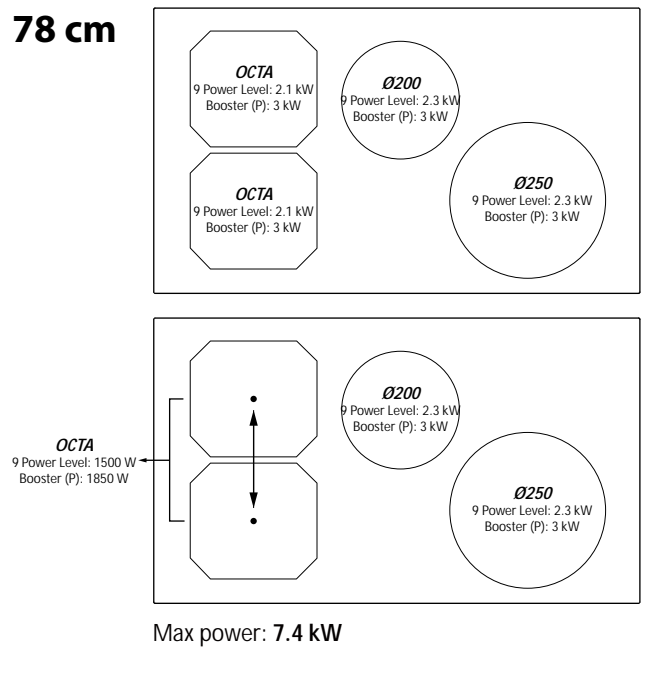 78 cm
OCTA
9 Power Level: 2.1 kW
Booster (P): 3 kW
Ø200
9 Power Level: 2.3 kW
Booster (P): 3 kW
OCTA
9 Power Level: 2.1 kW
Booster (P): 3 kW
Ø250
9 Power Level: 2.3 kW
Booster (P): 3 kW
Ø200
9 Power Level: 2.3 kW
Booster (P): 3 kW
OCTA
9 Power Level: 1500 W
Booster (P): 1850 W
Ø250
9 Power Level: 2.3 kW
Booster (P): 3 kW
Max power: 7.4 kW